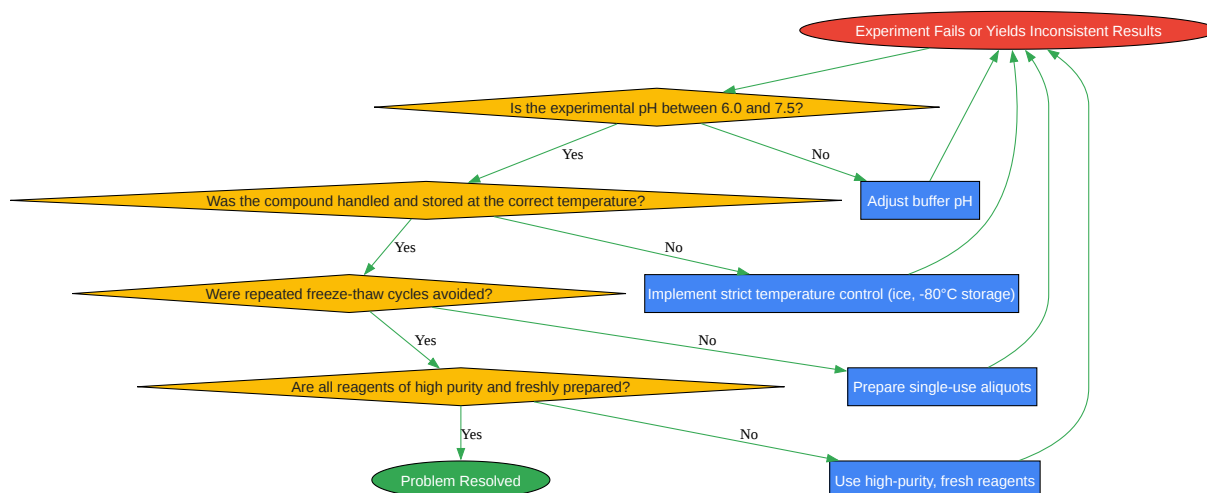 Experiment Fails or Yields Inconsistent Results
Is the experimental pH between 6.0 and 7.5?
Yes
No
Was the compound handled and stored at the correct temperature?
Adjust buffer pH
Yes
No
Were repeated freeze-thaw cycles avoided?
Implement strict temperature control (ice, -80°C storage)
Yes
No
Are all reagents of high purity and freshly prepared?
Prepare single-use aliquots
Yes
No
Problem Resolved
Use high-purity, fresh reagents